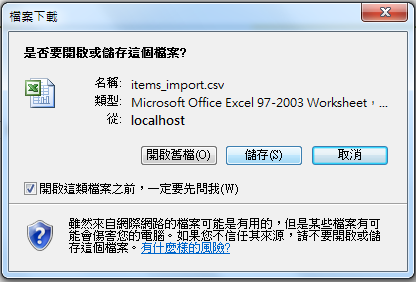 檔案下載
是否要開啟或儲存這個檔案?
名稱: items_import.csv
類型: Microsoft Office Excel 97-2003 Worksheet，...
從: localhost
開啟舊檔(O) 儲存(S) 取消
開啟這類檔案之前，一定要先問我(W)
雖然來自網際網路的檔案可能是有用的，但是某些檔案有可
能會傷害您的電腦。如果您不信任其來源，請不要開啟或儲
存這個檔案。有什麼樣的風險?